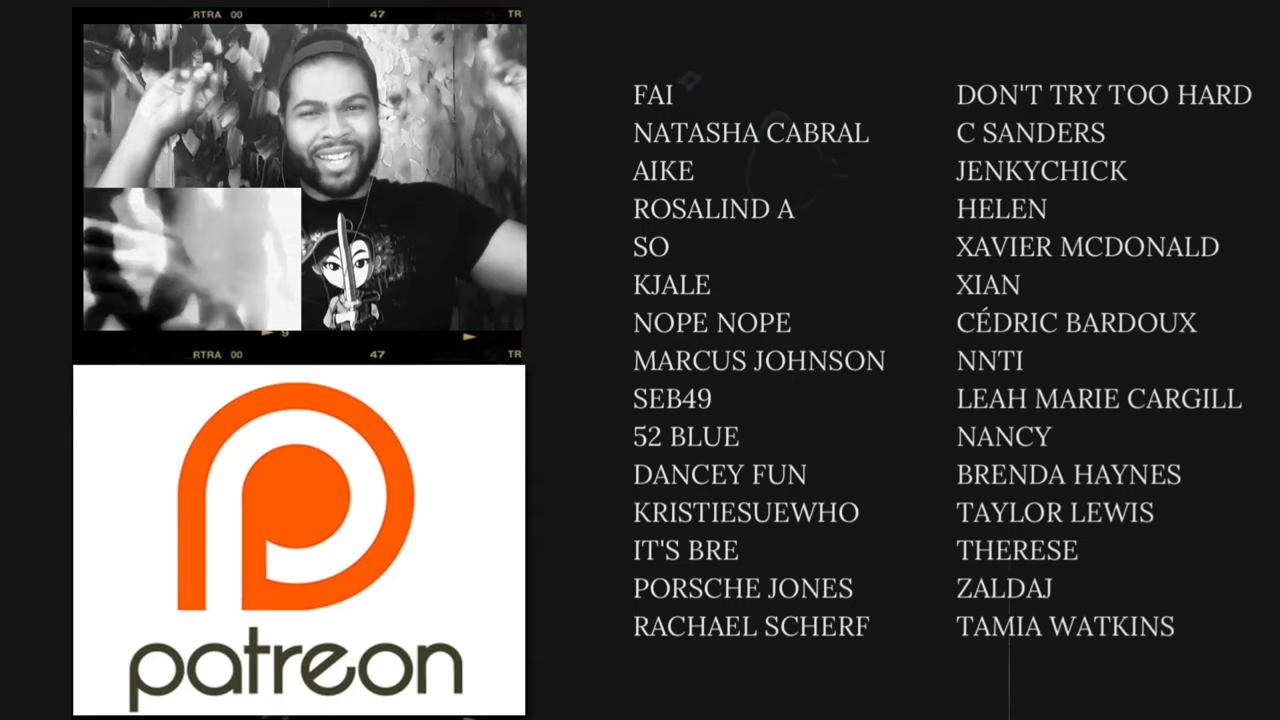 RTRA 00 47 TR
RTRA 00 47 TR
patreon
FAI
NATASHA CABRAL
AIKE
ROSALIND A
SO
KJALE
NOPE NOPE
MARCUS JOHNSON
SEB49
52 BLUE
DANCEY FUN
KRISTIESUEWHO
IT'S BRE
PORSCHE JONES
RACHAEL SCHERF
DON'T TRY TOO HARD
C SANDERS
JENKYCHICK
HELEN
XAVIER MCDONALD
XIAN
CÉDRIC BARDOUX
NNTI
LEAH MARIE CARGILL
NANCY
BRENDA HAYNES
TAYLOR LEWIS
THERESE
ZALDAJ
TAMIA WATKINS